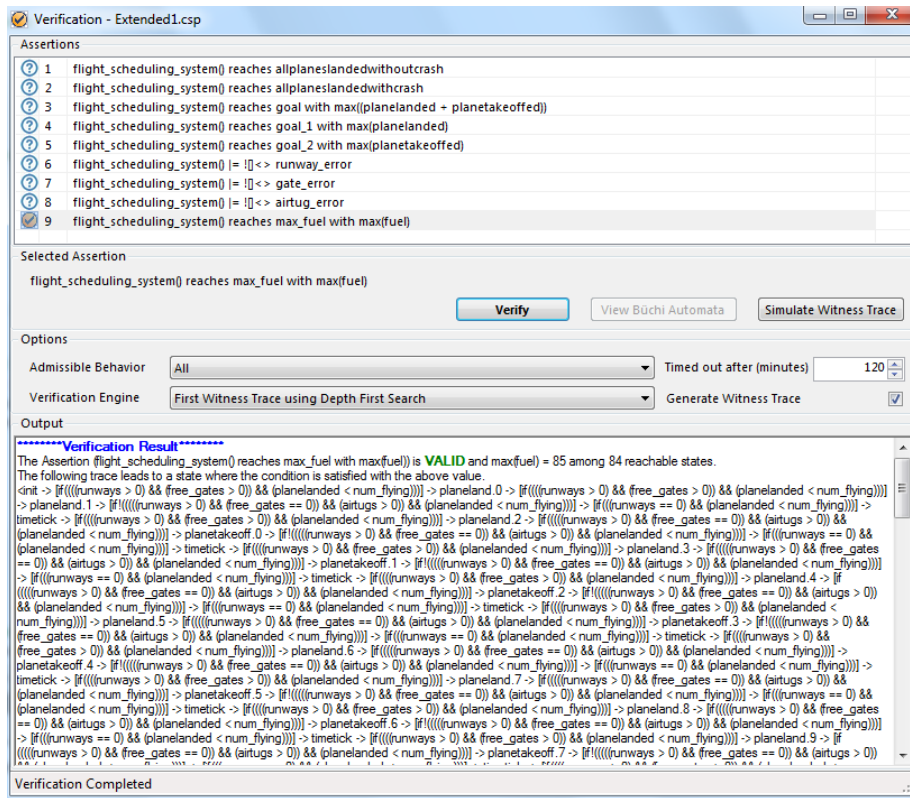 Verification - Extended1.csp
Assertions
1 flight_scheduling_system() reaches allplaneslandedwithoutcrash
2 flight_scheduling_system() reaches allplaneslandedwithcrash
3 flight_scheduling_system() reaches goal with max((planelanded + planetakeoffed))
4 flight_scheduling_system() reaches goal_1 with max(planelanded)
5 flight_scheduling_system() reaches goal_2 with max(planetakeoffed)
6 flight_scheduling_system() |= ![]<> runway_error
7 flight_scheduling_system() |= ![]<> gate_error
8 flight_scheduling_system() |= ![]<> airtug_error
9 flight_scheduling_system() reaches max_fuel with max(fuel)
Selected Assertion
flight_scheduling_system() reaches max_fuel with max(fuel)
Verify View Büchi Automata Simulate Witness Trace
Options
Admissible Behavior All Timed out after (minutes) 120
Verification Engine First Witness Trace using Depth First Search Generate Witness Trace
Output
********Verification Result********
The Assertion (flight_scheduling_system() reaches max_fuel with max(fuel)) is VALID and max(fuel) = 85 among 84 reachable states.
The following trace leads to a state where the condition is satisfied with the above value.
<init -> [if((((runways > 0) && (free_gates > 0)) && (planelanded < num_flying)))] -> planeland.0 -> [if((((runways > 0) && (free_gates > 0)) && (planelanded < num_flying)))]
-> planeland.1 -> [if!(((((runways > 0) && (free_gates == 0)) && (airtugs > 0)) && (planelanded < num_flying)))] -> [if(((runways == 0) && (planelanded < num_flying)))] ->
timetick -> [if((((runways > 0) && (free_gates > 0)) && (planelanded < num_flying)))] -> planeland.2 -> [if(((((runways > 0) && (free_gates == 0)) && (airtugs > 0)) &&
(planelanded < num_flying)))] -> planetakeoff.0 -> [if!(((((runways > 0) && (free_gates == 0)) && (airtugs > 0)) && (planelanded < num_flying)))] -> [if(((runways == 0) &&
(planelanded < num_flying)))] -> timetick -> [if((((runways > 0) && (free_gates > 0)) && (planelanded < num_flying)))] -> planeland.3 -> [if(((((runways > 0) && (free_gates
== 0)) && (airtugs > 0)) && (planelanded < num_flying)))] -> planetakeoff.1 -> [if!(((((runways > 0) && (free_gates == 0)) && (airtugs > 0)) && (planelanded < num_flying)))]
-> [if(((runways == 0) && (planelanded < num_flying)))] -> timetick -> [if((((runways > 0) && (free_gates > 0)) && (planelanded < num_flying)))] -> planeland.4 -> [if
(((((runways > 0) && (free_gates == 0)) && (airtugs > 0)) && (planelanded < num_flying)))] -> planetakeoff.2 -> [if!(((((runways > 0) && (free_gates == 0)) && (airtugs > 0))
&& (planelanded < num_flying)))] -> [if(((runways == 0) && (planelanded < num_flying)))] -> timetick -> [if((((runways > 0) && (free_gates > 0)) && (planelanded <
num_flying)))] -> planeland.5 -> [if(((((runways > 0) && (free_gates == 0)) && (airtugs > 0)) && (planelanded < num_flying)))] -> planetakeoff.3 -> [if!(((((runways > 0) &&
(free_gates == 0)) && (airtugs > 0)) && (planelanded < num_flying)))] -> [if(((runways == 0) && (planelanded < num_flying)))] -> timetick -> [if((((runways > 0) &&
(free_gates > 0)) && (planelanded < num_flying)))] -> planeland.6 -> [if(((((runways > 0) && (free_gates == 0)) && (airtugs > 0)) && (planelanded < num_flying)))] ->
planetakeoff.4 -> [if!(((((runways > 0) && (free_gates == 0)) && (airtugs > 0)) && (planelanded < num_flying)))] -> [if(((runways == 0) && (planelanded < num_flying)))] ->
timetick -> [if((((runways > 0) && (free_gates > 0)) && (planelanded < num_flying)))] -> planeland.7 -> [if(((((runways > 0) && (free_gates == 0)) && (airtugs > 0)) &&
(planelanded < num_flying)))] -> planetakeoff.5 -> [if!(((((runways > 0) && (free_gates == 0)) && (airtugs > 0)) && (planelanded < num_flying)))] -> [if(((runways == 0) &&
(planelanded < num_flying)))] -> timetick -> [if((((runways > 0) && (free_gates > 0)) && (planelanded < num_flying)))] -> planeland.8 -> [if(((((runways > 0) && (free_gates
== 0)) && (airtugs > 0)) && (planelanded < num_flying)))] -> planetakeoff.6 -> [if!(((((runways > 0) && (free_gates == 0)) && (airtugs > 0)) && (planelanded < num_flying)))]
-> [if(((runways == 0) && (planelanded < num_flying)))] -> timetick -> [if((((runways > 0) && (free_gates > 0)) && (planelanded < num_flying)))] -> planeland.9 -> [if
(((((runways > 0) && (free_gates == 0)) && (airtugs > 0)) && (planelanded < num_flying)))] -> planetakeoff.7 -> [if!(((((runways > 0) && (free_gates == 0)) && (airtugs > 0))
Verification Completed